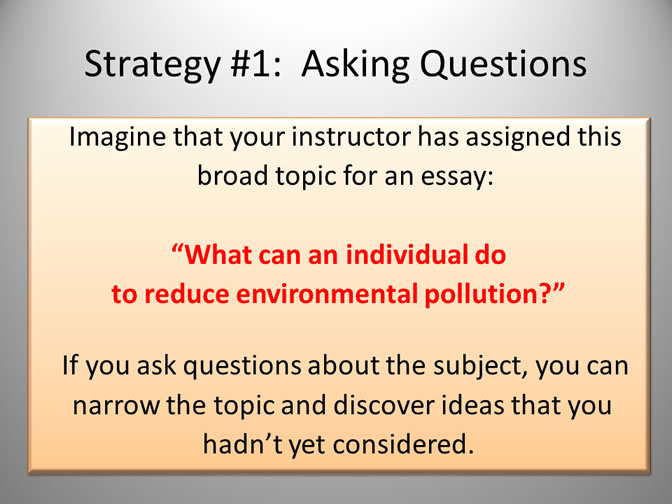 Strategy #1:  Asking Questions
Imagine that your instructor has assigned this
broad topic for an essay:
“What can an individual do
to reduce environmental pollution?”
If you ask questions about the subject, you can
narrow the topic and discover ideas that you
hadn’t yet considered.